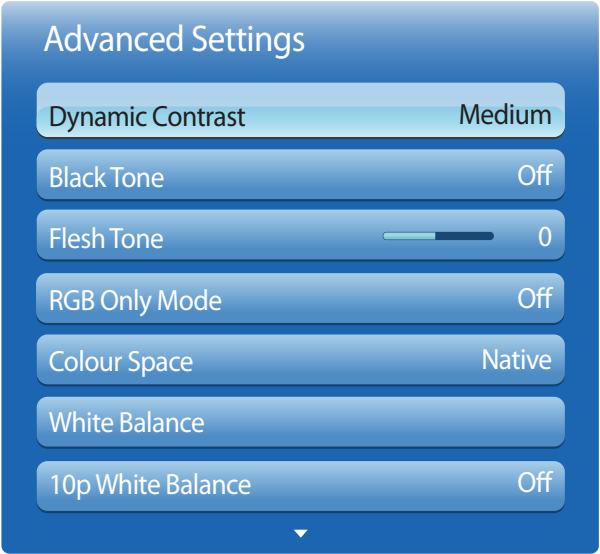 Advanced Settings
Dynamic Contrast Medium
Black Tone Off
Flesh Tone 0
RGB Only Mode Off
Colour Space Native
White Balance
10p White Balance Off